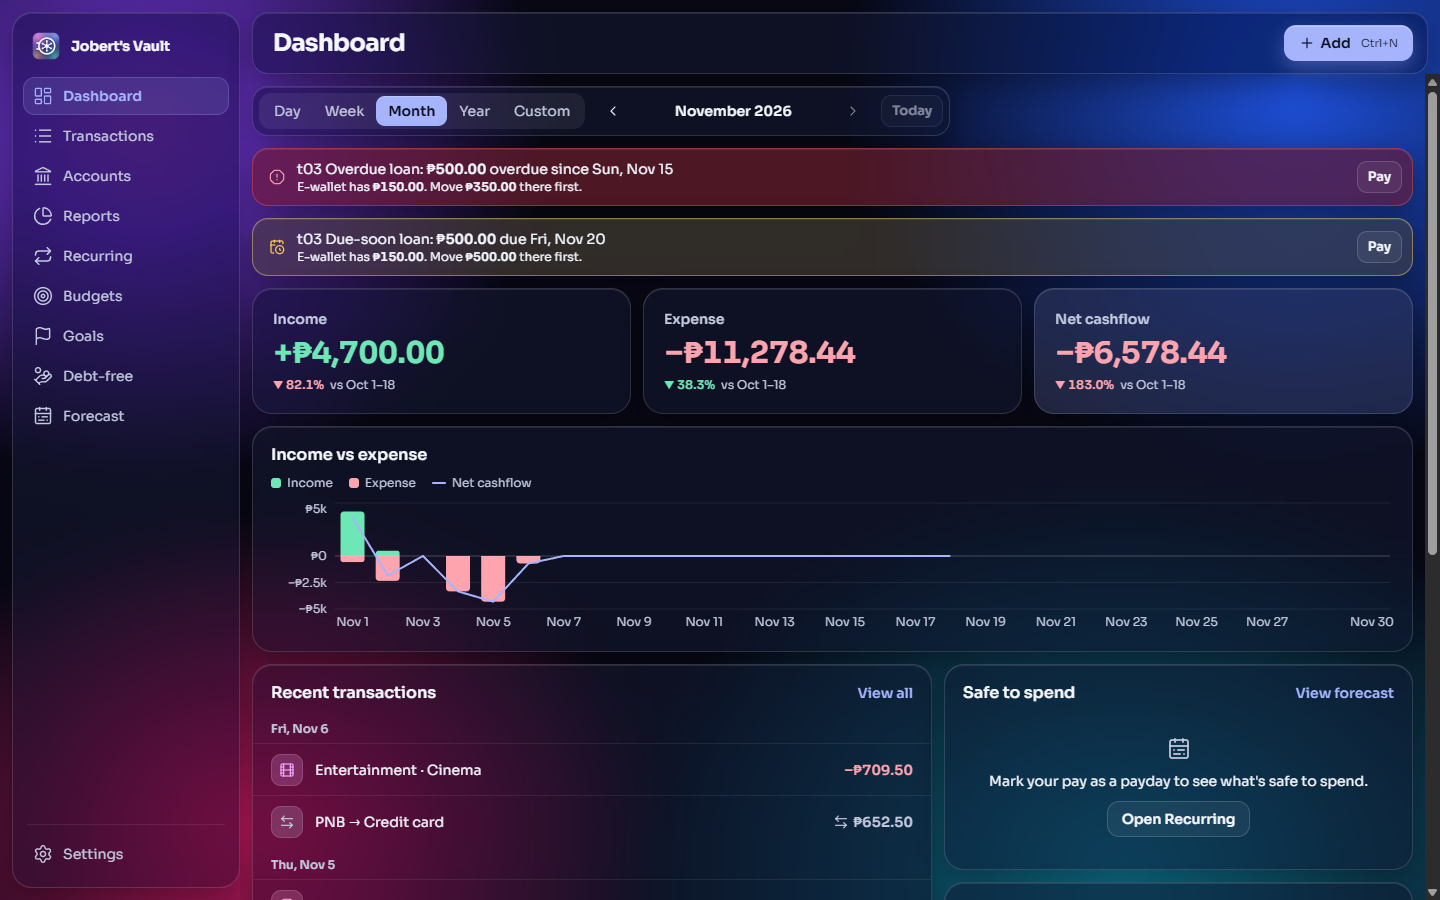 Jobert's Vault
Dashboard
Transactions
Accounts
Reports
Recurring
Budgets
Goals
Debt-free
Forecast
Settings
Dashboard
+ Add Ctrl+N
Day Week Month Year Custom
November 2026
Today
t03 Overdue loan: ₱500.00 overdue since Sun, Nov 15
E-wallet has ₱150.00. Move ₱350.00 there first.
Pay
t03 Due-soon loan: ₱500.00 due Fri, Nov 20
E-wallet has ₱150.00. Move ₱500.00 there first.
Pay
Income
+₱4,700.00
▼ 82.1% vs Oct 1–18
Expense
−₱11,278.44
▼ 38.3% vs Oct 1–18
Net cashflow
−₱6,578.44
▼ 183.0% vs Oct 1–18
Income vs expense
Income Expense Net cashflow
₱5k
₱0
−₱2.5k
−₱5k
Nov 1 Nov 3 Nov 5 Nov 7 Nov 9 Nov 11 Nov 13 Nov 15 Nov 17 Nov 19 Nov 21 Nov 23 Nov 25 Nov 27 Nov 30
Recent transactions
View all
Fri, Nov 6
Entertainment · Cinema −₱709.50
PNB → Credit card ₱652.50
Thu, Nov 5
Safe to spend
View forecast
Mark your pay as a payday to see what's safe to spend.
Open Recurring